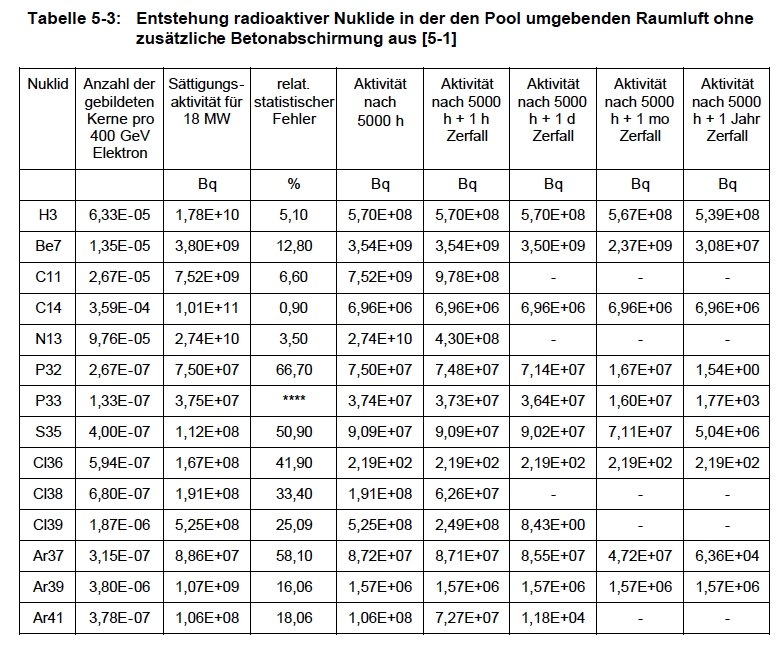 Tabelle 5-3: Entstehung radioaktiver Nuklide in der den Pool umgebenden Raumluft ohne
zusätzliche Betonabschirmung aus [5-1]
Nuklid Anzahl der gebildeten Kerne pro 400 GeV Elektron Sättigungs- aktivität für 18 MW relat. statistischer Fehler Aktivität nach 5000 h Aktivität nach 5000 h + 1 h Zerfall Aktivität nach 5000 h + 1 d Zerfall Aktivität nach 5000 h + 1 mo Zerfall Aktivität nach 5000 h + 1 Jahr Zerfall
Bq % Bq Bq Bq Bq Bq
H3 6,33E-05 1,78E+10 5,10 5,70E+08 5,70E+08 5,70E+08 5,67E+08 5,39E+08
Be7 1,35E-05 3,80E+09 12,80 3,54E+09 3,54E+09 3,50E+09 2,37E+09 3,08E+07
C11 2,67E-05 7,52E+09 6,60 7,52E+09 9,78E+08 - - -
C14 3,59E-04 1,01E+11 0,90 6,96E+06 6,96E+06 6,96E+06 6,96E+06 6,96E+06
N13 9,76E-05 2,74E+10 3,50 2,74E+10 4,30E+08 - - -
P32 2,67E-07 7,50E+07 66,70 7,50E+07 7,48E+07 7,14E+07 1,67E+07 1,54E+00
P33 1,33E-07 3,75E+07 **** 3,74E+07 3,73E+07 3,64E+07 1,60E+07 1,77E+03
S35 4,00E-07 1,12E+08 50,90 9,09E+07 9,09E+07 9,02E+07 7,11E+07 5,04E+06
Cl36 5,94E-07 1,67E+08 41,90 2,19E+02 2,19E+02 2,19E+02 2,19E+02 2,19E+02
Cl38 6,80E-07 1,91E+08 33,40 1,91E+08 6,26E+07 - - -
Cl39 1,87E-06 5,25E+08 25,09 5,25E+08 2,49E+08 8,43E+00 - -
Ar37 3,15E-07 8,86E+07 58,10 8,72E+07 8,71E+07 8,55E+07 4,72E+07 6,36E+04
Ar39 3,80E-06 1,07E+09 16,06 1,57E+06 1,57E+06 1,57E+06 1,57E+06 1,57E+06
Ar41 3,78E-07 1,06E+08 18,06 1,06E+08 7,27E+07 1,18E+04 - -